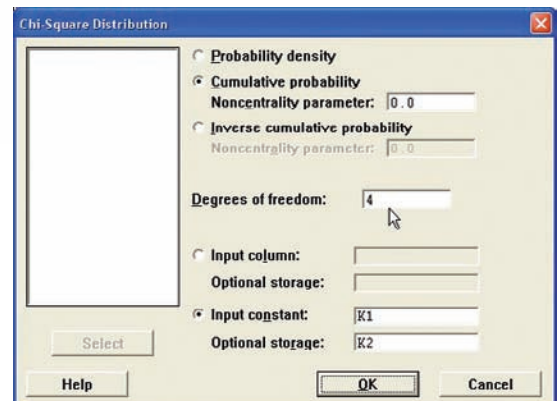 Chi-Square Distribution
Probability density
Cumulative probability
Noncentrality parameter: 0.0
Inverse cumulative probability
Noncentrality parameter: 0.0
Degrees of freedom: 4
Input column:
Optional storage:
Input constant: K1
Optional storage: K2
Select
Help OK Cancel